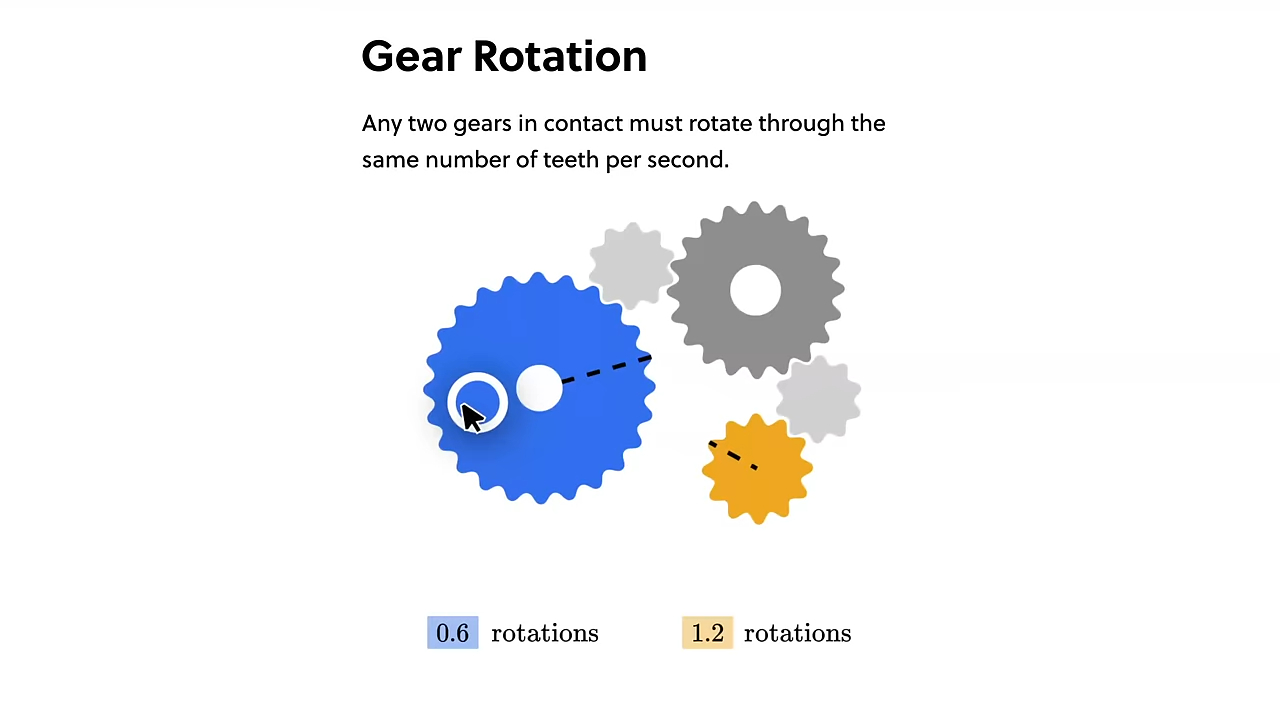 Gear Rotation
Any two gears in contact must rotate through the
same number of teeth per second.
0.6 rotations 1.2 rotations